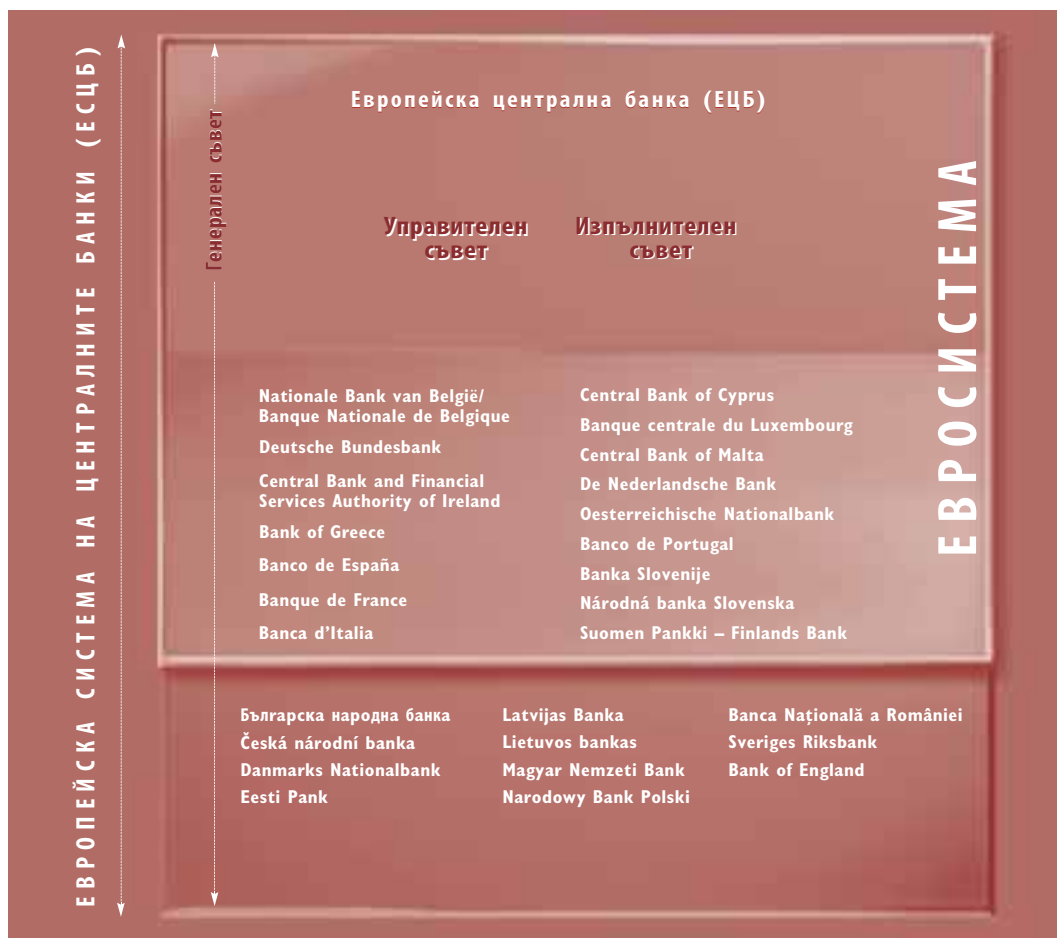 ЕВРОПЕЙСКА СИСТЕМА НА ЦЕНТРАЛНИТЕ БАНКИ (ЕСЦБ)
Генерален съвет
Европейска централна банка (ЕЦБ)
Управителен
съвет
Изпълнителен
съвет
ЕВРОСИСТЕМА
Nationale Bank van België/
Banque Nationale de Belgique
Deutsche Bundesbank
Central Bank and Financial
Services Authority of Ireland
Bank of Greece
Banco de España
Banque de France
Banca d’Italia
Central Bank of Cyprus
Banque centrale du Luxembourg
Central Bank of Malta
De Nederlandsche Bank
Oesterreichische Nationalbank
Banco de Portugal
Banka Slovenije
Národná banka Slovenska
Suomen Pankki – Finlands Bank
Българска народна банка
Česká národní banka
Danmarks Nationalbank
Eesti Pank
Latvijas Banka
Lietuvos bankas
Magyar Nemzeti Bank
Narodowy Bank Polski
Banca Națională a României
Sveriges Riksbank
Bank of England